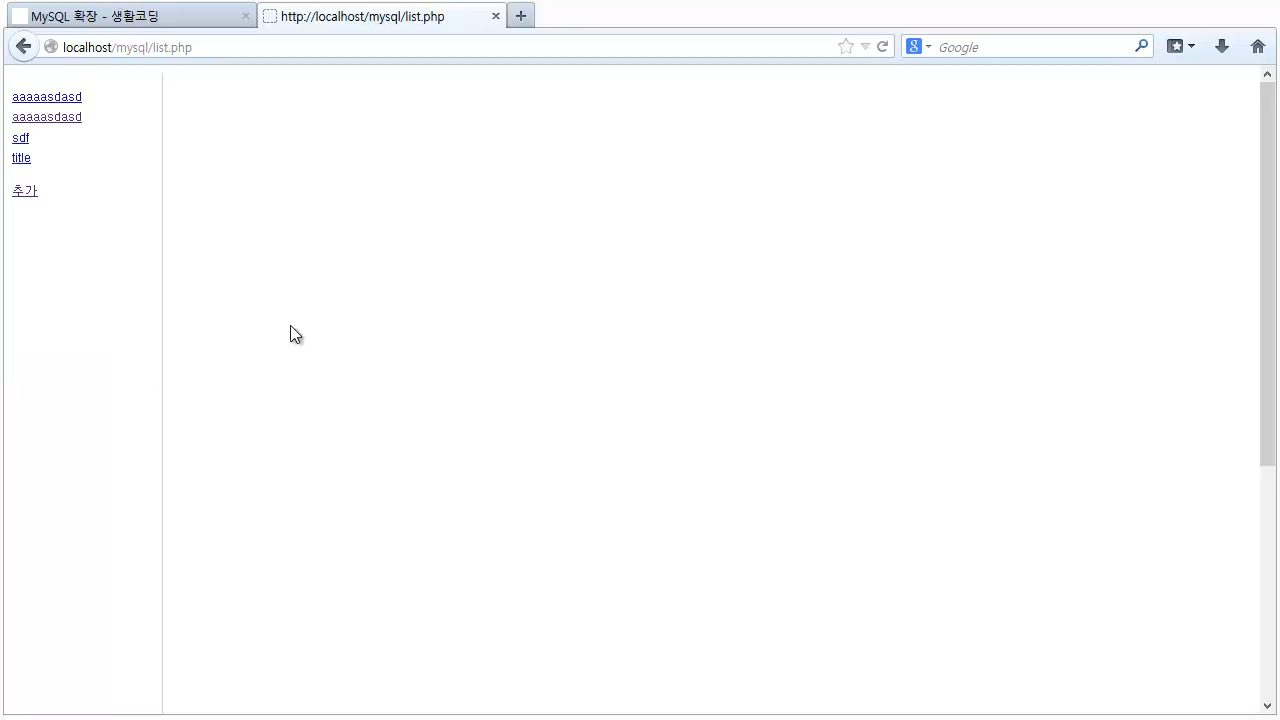 MySQL 확장 - 생활코딩
http://localhost/mysql/list.php
localhost/mysql/list.php
Google
aaaaasdasd
aaaaasdasd
sdf
title
추가